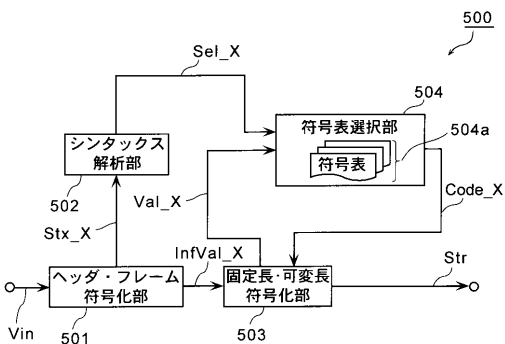 500
Sel_X
504
符号表選択部
504a
符号表
シンタックス
解析部
502
Val_X
Code_X
Stx_X
InfVal_X
Str
ヘッダ・フレーム
符号化部
固定長・可変長
符号化部
Vin
501
503